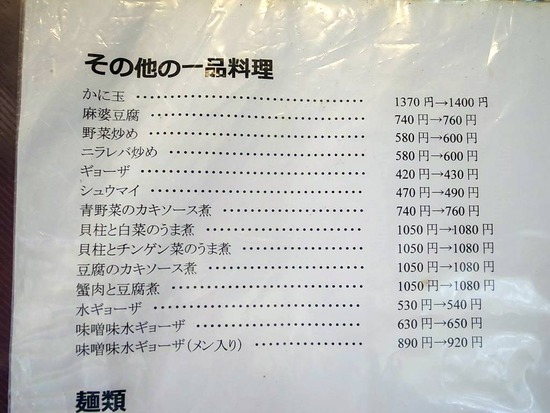 その他の一品料理
かに玉 ・・・・・・・・・・・・・・・・・・・・・・・・・・・・・・ 1370円→1400円
麻婆豆腐 ・・・・・・・・・・・・・・・・・・・・・・・・・・・・ 740円→760円
野菜炒め ・・・・・・・・・・・・・・・・・・・・・・・・・・・・ 580円→600円
ニラレバ炒め ・・・・・・・・・・・・・・・・・・・・・・・・・・ 580円→600円
ギョーザ ・・・・・・・・・・・・・・・・・・・・・・・・・・・・ 420円→430円
シュウマイ ・・・・・・・・・・・・・・・・・・・・・・・・・・・ 470円→490円
青野菜のカキソース煮 ・・・・・・・・・・・・・・・・・・・ 740円→760円
貝柱と白菜のうま煮 ・・・・・・・・・・・・・・・・・・・・ 1050円→1080円
貝柱とチンゲン菜のうま煮 ・・・・・・・・・・・・・・・・ 1050円→1080円
豆腐のカキソース煮 ・・・・・・・・・・・・・・・・・・・・ 1050円→1080円
蟹肉と豆腐煮 ・・・・・・・・・・・・・・・・・・・・・・・・・ 1050円→1080円
水ギョーザ ・・・・・・・・・・・・・・・・・・・・・・・・・・・ 530円→540円
味噌味水ギョーザ ・・・・・・・・・・・・・・・・・・・・・・ 630円→650円
味噌味水ギョーザ(メン入り) ・・・・・・・・・・・・・・ 890円→920円
麺類